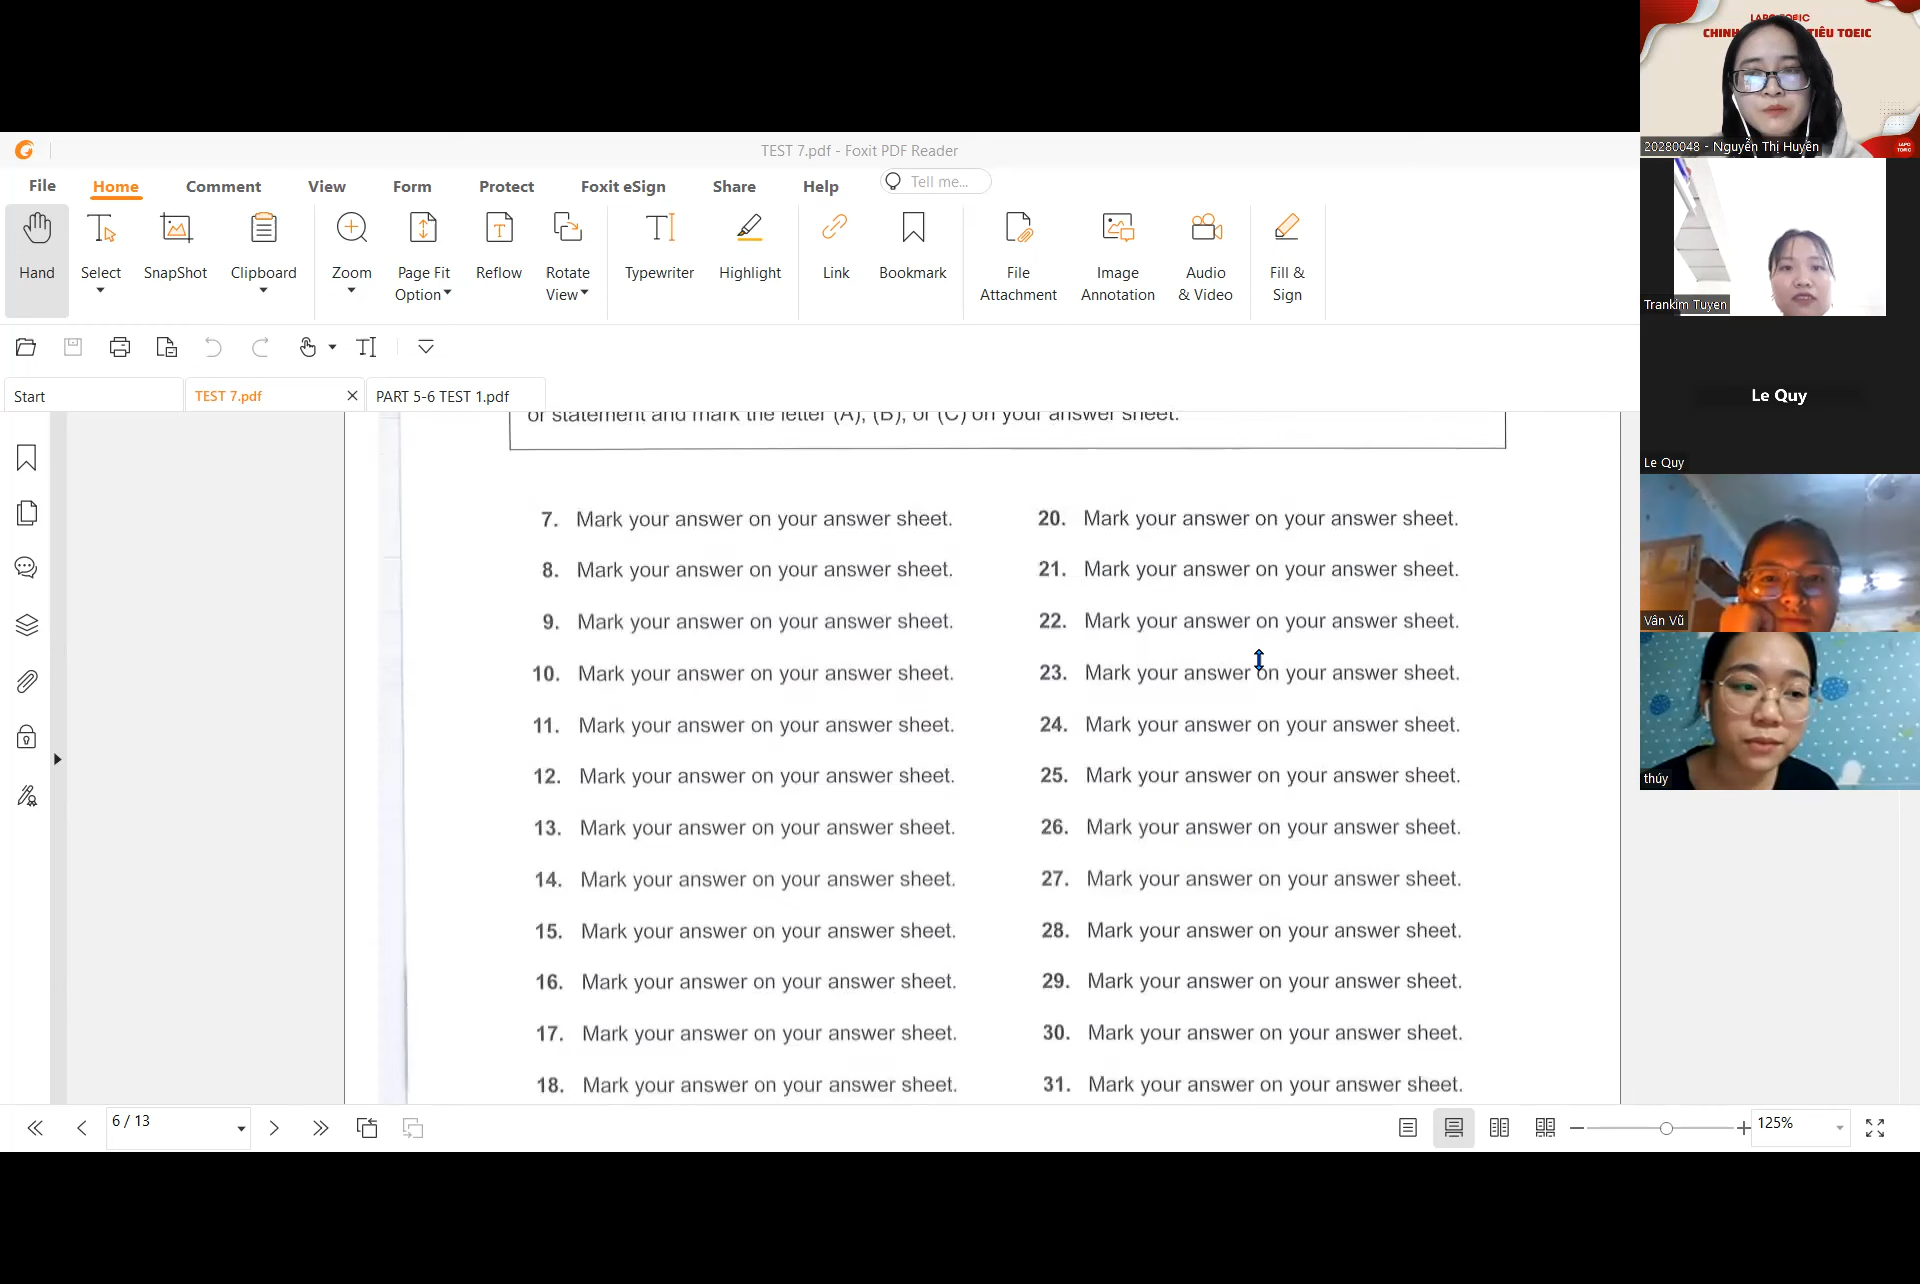 TEST 7.pdf - Foxit PDF Reader
File Home Comment View Form Protect Foxit eSign Share Help Tell me...
Hand Select SnapShot Clipboard Zoom Page Fit Option Reflow Rotate View Typewriter Highlight Link Bookmark File Attachment Image Annotation Audio & Video Fill & Sign
Start TEST 7.pdf PART 5-6 TEST 1.pdf
or statement and mark the letter (A), (B), or (C) on your answer sheet.
7. Mark your answer on your answer sheet.
8. Mark your answer on your answer sheet.
9. Mark your answer on your answer sheet.
10. Mark your answer on your answer sheet.
11. Mark your answer on your answer sheet.
12. Mark your answer on your answer sheet.
13. Mark your answer on your answer sheet.
14. Mark your answer on your answer sheet.
15. Mark your answer on your answer sheet.
16. Mark your answer on your answer sheet.
17. Mark your answer on your answer sheet.
18. Mark your answer on your answer sheet.
20. Mark your answer on your answer sheet.
21. Mark your answer on your answer sheet.
22. Mark your answer on your answer sheet.
23. Mark your answer on your answer sheet.
24. Mark your answer on your answer sheet.
25. Mark your answer on your answer sheet.
26. Mark your answer on your answer sheet.
27. Mark your answer on your answer sheet.
28. Mark your answer on your answer sheet.
29. Mark your answer on your answer sheet.
30. Mark your answer on your answer sheet.
31. Mark your answer on your answer sheet.
6 / 13
125%
TOEIC
20280048 - Nguyễn Thị Huyền
Trankim Tuyen
Le Quy
Le Quy
Vân Vũ
thúy